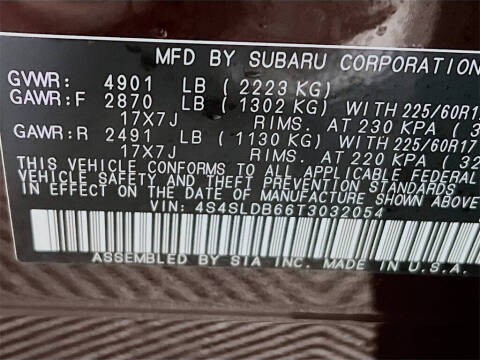 MFD BY SUBARU CORPORATION
GVWR: 4901 LB (2223 KG)
GAWR:F 2870 LB (1302 KG) WITH 225/60R17
17X7J RIMS. AT 230 KPA (3
GAWR:R 2491 LB (1130 KG) WITH 225/60R17
17X7J RIMS. AT 220 KPA (32
THIS VEHICLE CONFORMS TO ALL APPLICABLE FEDERAL
VEHICLE SAFETY AND THEFT PREVENTION STANDARDS
IN EFFECT ON THE DATE OF MANUFACTURE SHOWN ABOVE
VIN: 4S4SLDB66T3032054
ASSEMBLED BY SIA INC. MADE IN U.S.A.